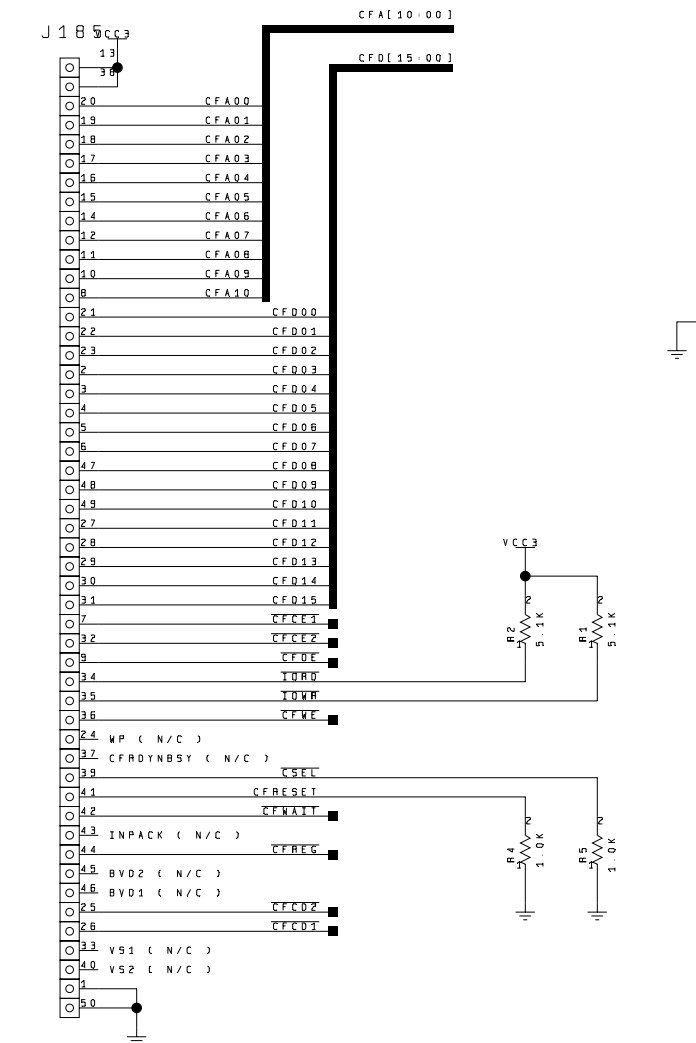 CFA[10:00]
J185
VCC3
13
CFD[15:00]
38
20 CFA00
19 CFA01
18 CFA02
17 CFA03
16 CFA04
15 CFA05
14 CFA06
12 CFA07
11 CFA08
10 CFA09
8 CFA10
21 CFD00
22 CFD01
23 CFD02
2 CFD03
3 CFD04
4 CFD05
5 CFD06
6 CFD07
47 CFD08
48 CFD09
49 CFD10
27 CFD11
28 CFD12
29 CFD13
30 CFD14
31 CFD15
VCC3
7 CFCE1
32 CFCE2
9 CFOE
34 IORD
35 IOWR
36 CFWE
2 2
R2 1 5.1K
R1 1 5.1K
24 WP ( N/C )
37 CFRDYNBSY ( N/C )
39 CSEL
41 CFRESET
42 CFWAIT
43 INPACK ( N/C )
44 CFREG
2 2
R4 1 1.0K
R5 1 1.0K
45 BVD2 ( N/C )
46 BVD1 ( N/C )
25 CFCD2
26 CFCD1
33 VS1 ( N/C )
40 VS2 ( N/C )
1
50